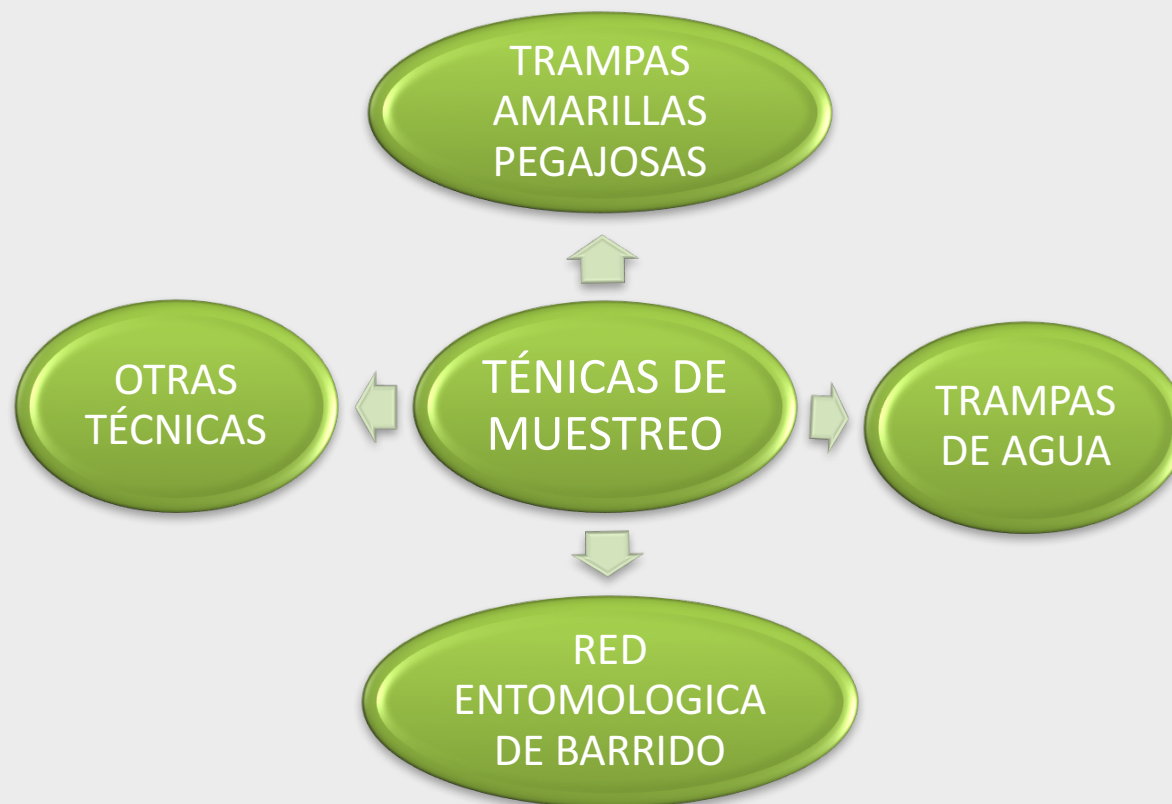 TRAMPAS
AMARILLAS
PEGAJOSAS
OTRAS
TÉCNICAS
TÉNICAS DE
MUESTREO
TRAMPAS
DE AGUA
RED
ENTOMOLOGICA
DE BARRIDO